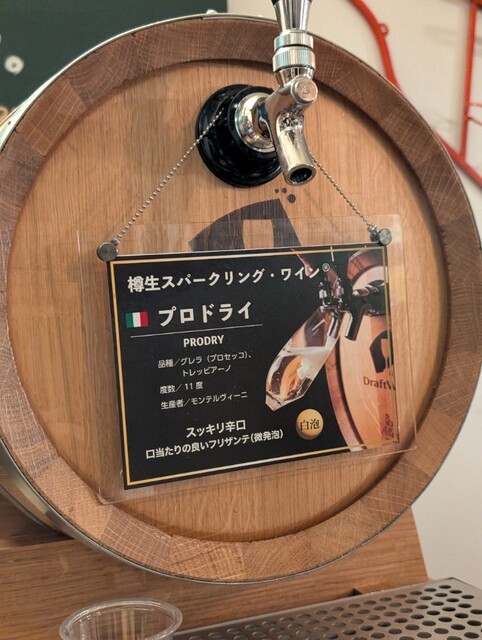 樽生スパークリング・ワイン®
プロドライ
PRODRY
品種/グレラ（プロセッコ）、
トレッビアーノ
度数/11度
生産者/モンテルヴィーニ
スッキリ辛口
口当たりの良いフリザンテ（微発泡）
白泡
DraftW